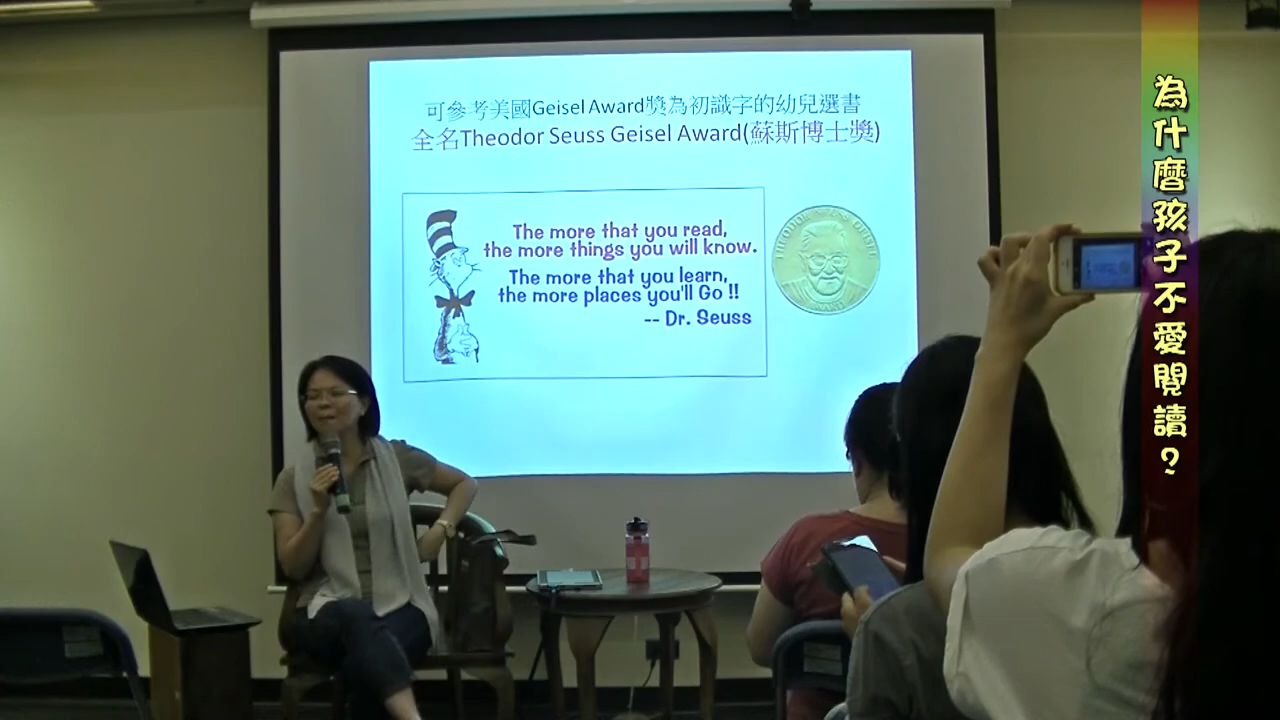 可參考美國Geisel Award獎為初識字的幼兒選書
全名Theodor Seuss Geisel Award(蘇斯博士獎)
The more that you read,
the more things you will know.
The more that you learn,
the more places you'll Go !!
-- Dr. Seuss
THEODOR SEUSS GEISEL
AWARD
為什麼孩子不愛閱讀?